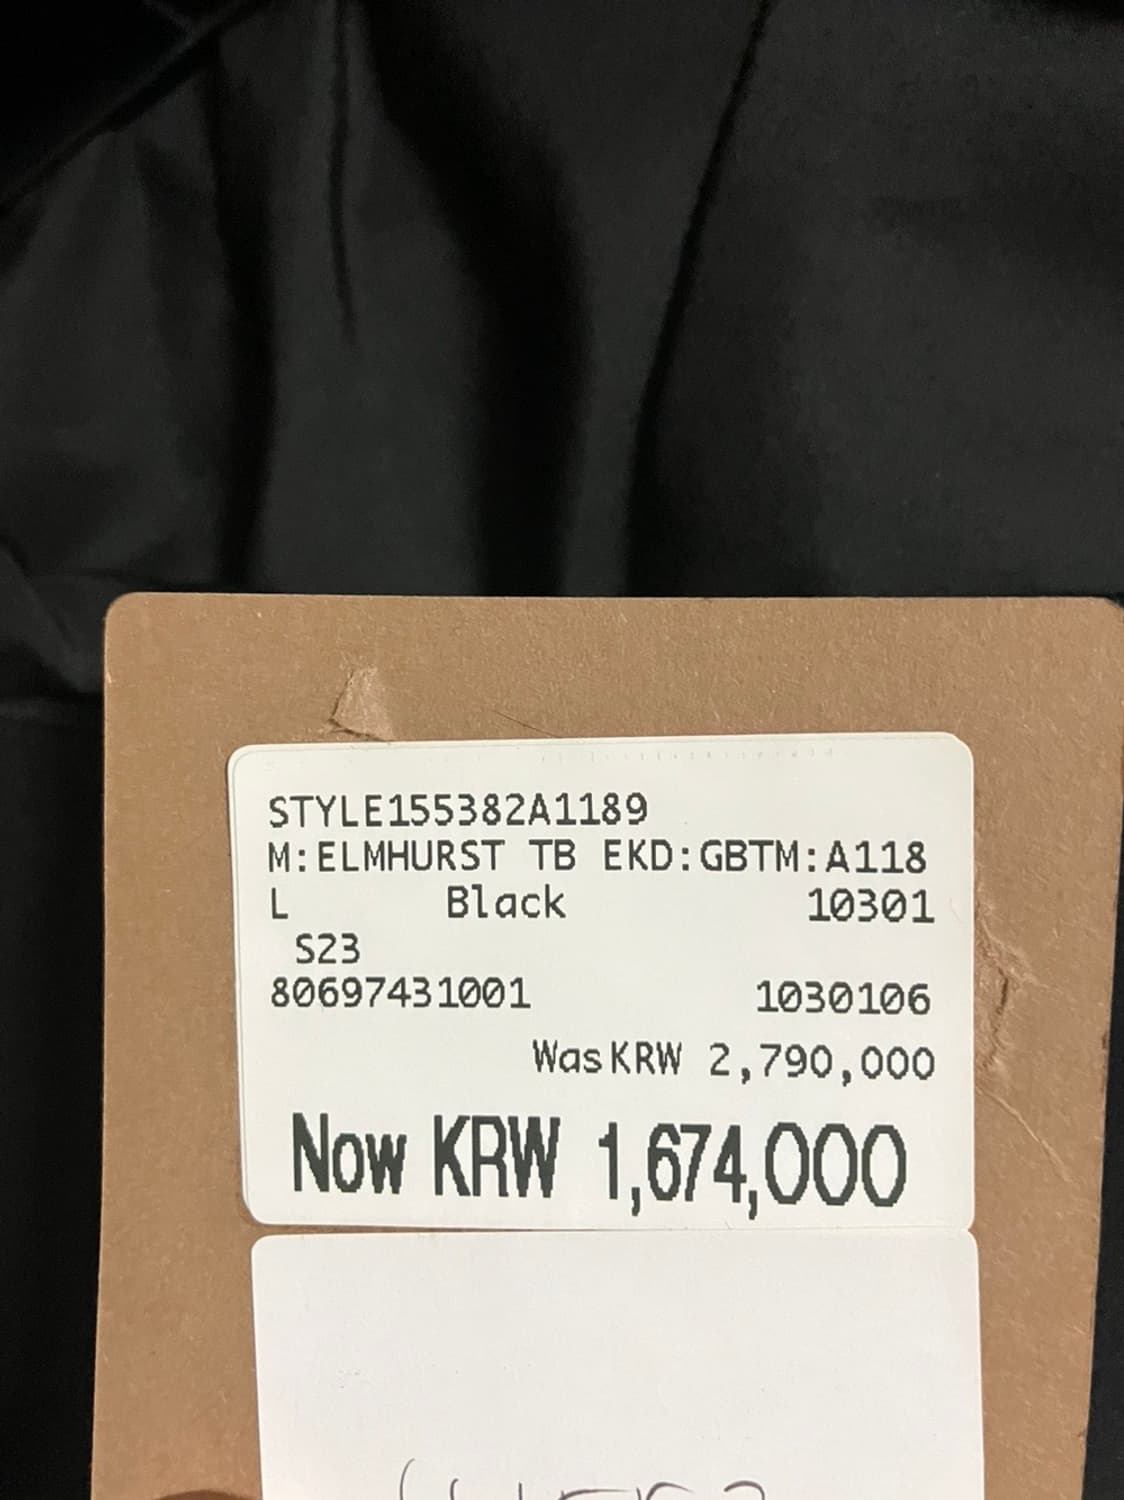 STYLE155382A1189
M:ELMHURST TB EKD:GBTM:A118
L Black 10301
S23
80697431001 1030106
Was KRW 2,790,000
Now KRW 1,674,000